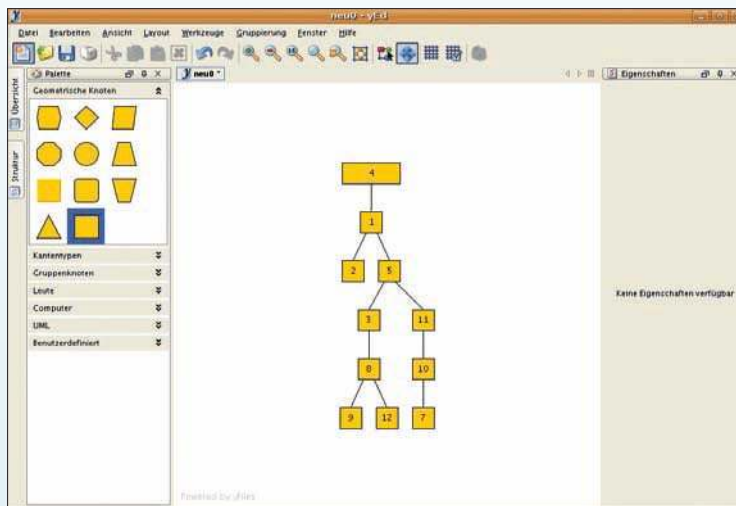 neu0 - yEd
Datei Bearbeiten Ansicht Layout Werkzeuge Gruppierung Fenster Hilfe
Übersicht
Struktur
Palette
Geometrische Knoten
Kantentypen
Gruppenknoten
Leute
Computer
UML
Benutzerdefiniert
neu0 *
4
1
2 5
3 11
8 10
9 12 7
Powered by yFiles
Eigenschaften
Keine Eigenschaften verfügbar